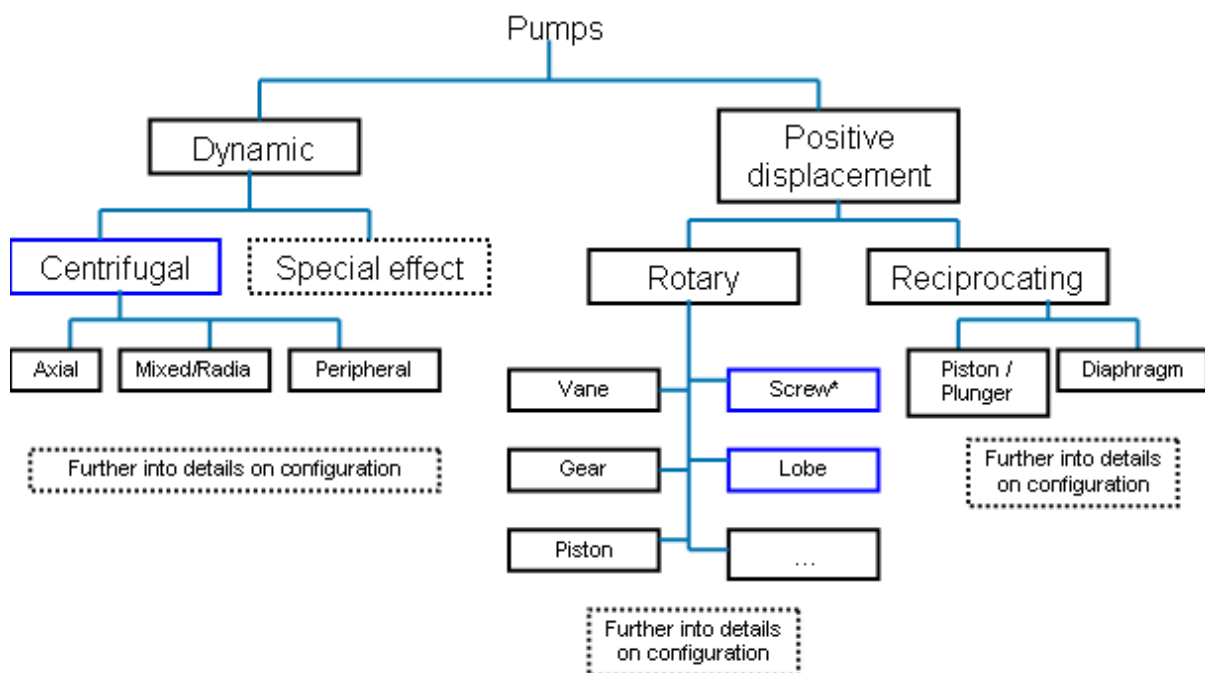 Pumps
Dynamic
Positive
displacement
Centrifugal
Special effect
Rotary
Reciprocating
Axial
Mixed/Radia
Peripheral
Piston /
Plunger
Diaphragm
Vane
Screw*
Further into details on configuration
Further into details
on configuration
Gear
Lobe
Piston
...
Further into details
on configuration